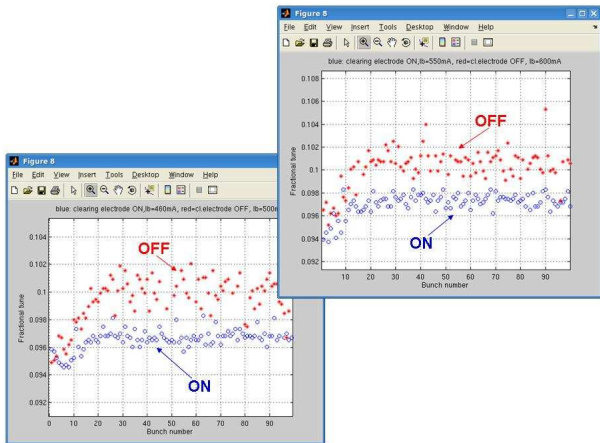 Figure 8
File Edit View Insert Tools Desktop Window Help
blue: clearing electrode ON,Ib=550mA, red=cl.electrode OFF, Ib=600mA
0.108
0.106
0.104
0.102
0.1
0.098
0.096
0.094
0.092
Fractional tune
OFF
ON
0 10 20 30 40 50 60 70 80 90
Bunch number
Figure 8
File Edit View Insert Tools Desktop Window Help
blue: clearing electrode ON,Ib=460mA, red=cl.electrode OFF, Ib=500m
0.104
0.102
0.1
0.098
0.096
0.094
0.092
Fractional tune
OFF
ON
0 10 20 30 40 50 60 70 80 90
Bunch number